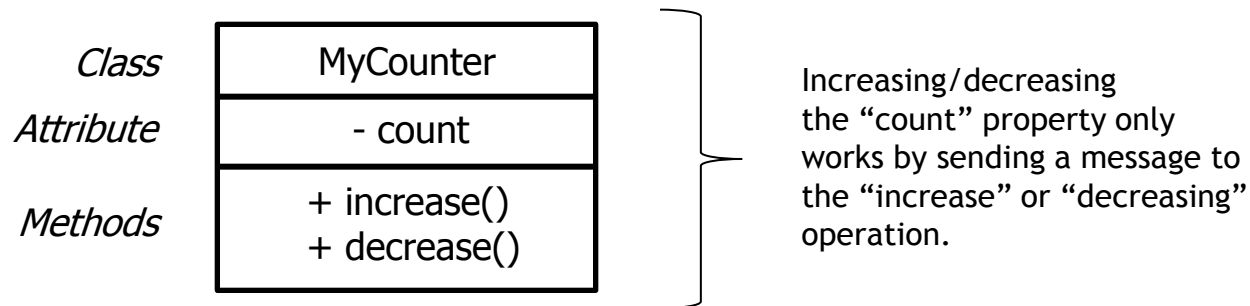 Class
MyCounter
Attribute
- count
Methods
+ increase()
+ decrease()
Increasing/decreasing
the “count” property only
works by sending a message to
the “increase” or “decreasing”
operation.